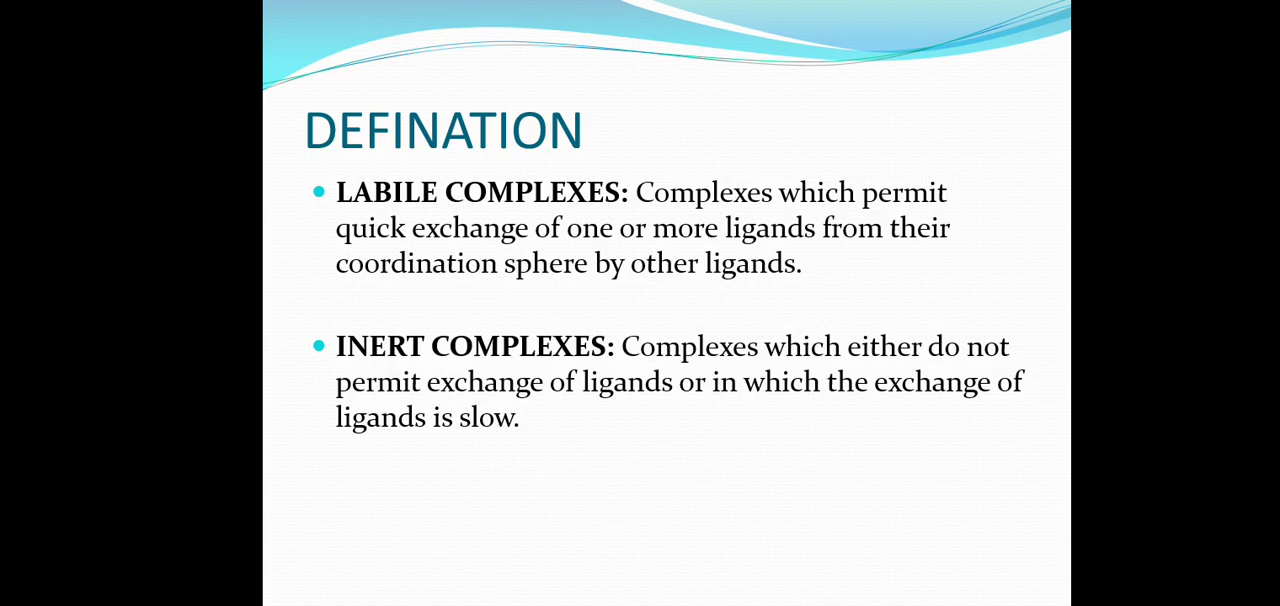 DEFINATION
LABILE COMPLEXES: Complexes which permit
quick exchange of one or more ligands from their
coordination sphere by other ligands.
INERT COMPLEXES: Complexes which either do not
permit exchange of ligands or in which the exchange of
ligands is slow.